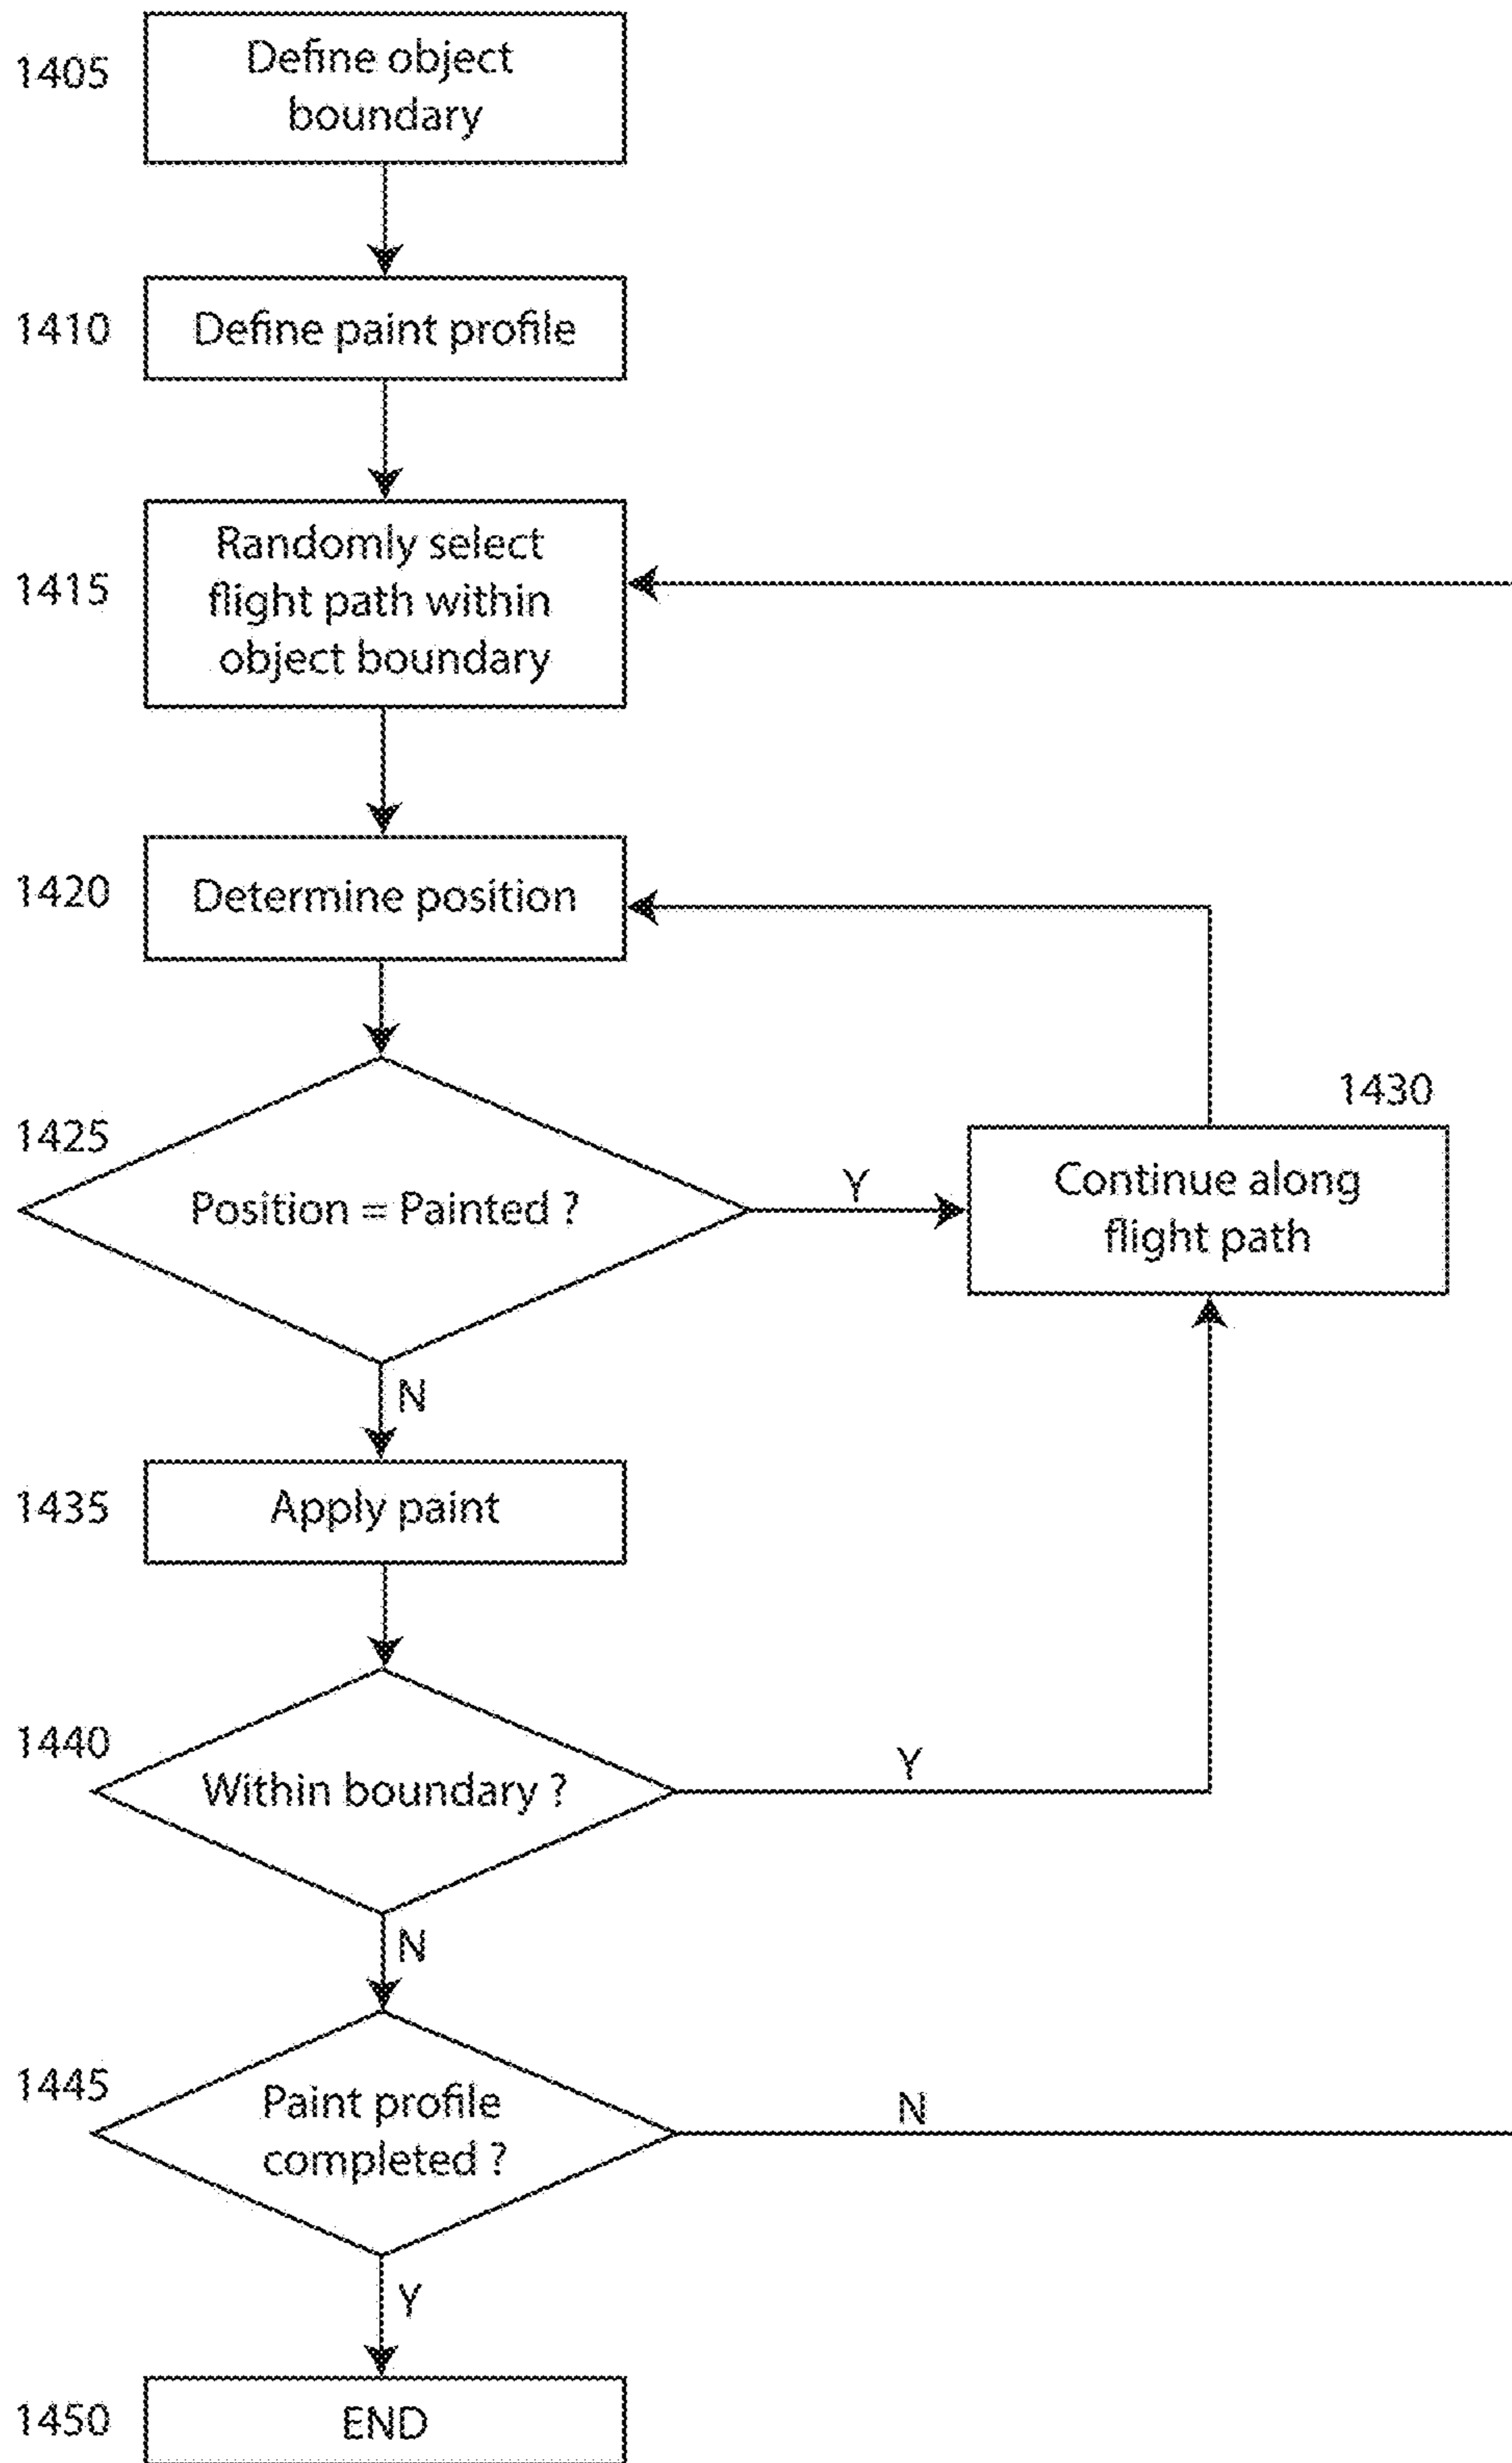 1405
Define object
boundary
1410
Define paint profile
1415
Randomly select
flight path within
object boundary
1420
Determine position
1425
Position = Painted ?
Y
1430
Continue along
flight path
N
1435
Apply paint
1440
Within boundary ?
Y
N
1445
Paint profile
completed ?
N
Y
1450
END